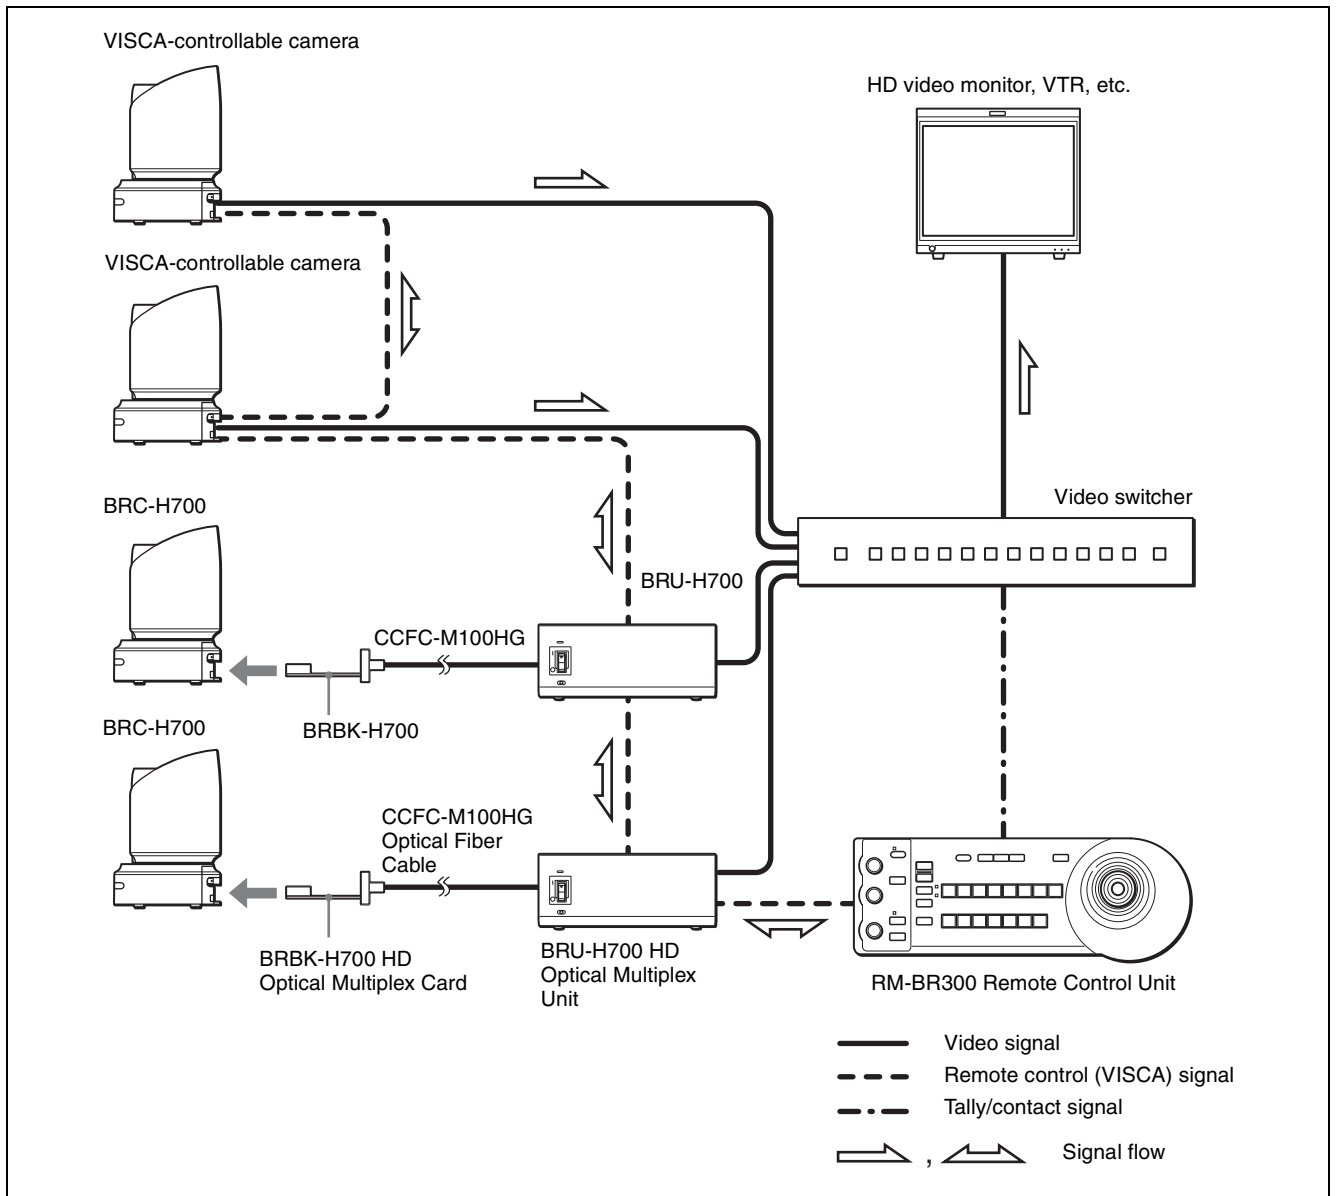 VISCA-controllable camera
HD video monitor, VTR, etc.
VISCA-controllable camera
BRC-H700
Video switcher
BRU-H700
CCFC-M100HG
BRBK-H700
BRC-H700
CCFC-M100HG
Optical Fiber
Cable
BRBK-H700 HD
Optical Multiplex Card
BRU-H700 HD
Optical Multiplex
Unit
RM-BR300 Remote Control Unit
Video signal
Remote control (VISCA) signal
Tally/contact signal
, Signal flow